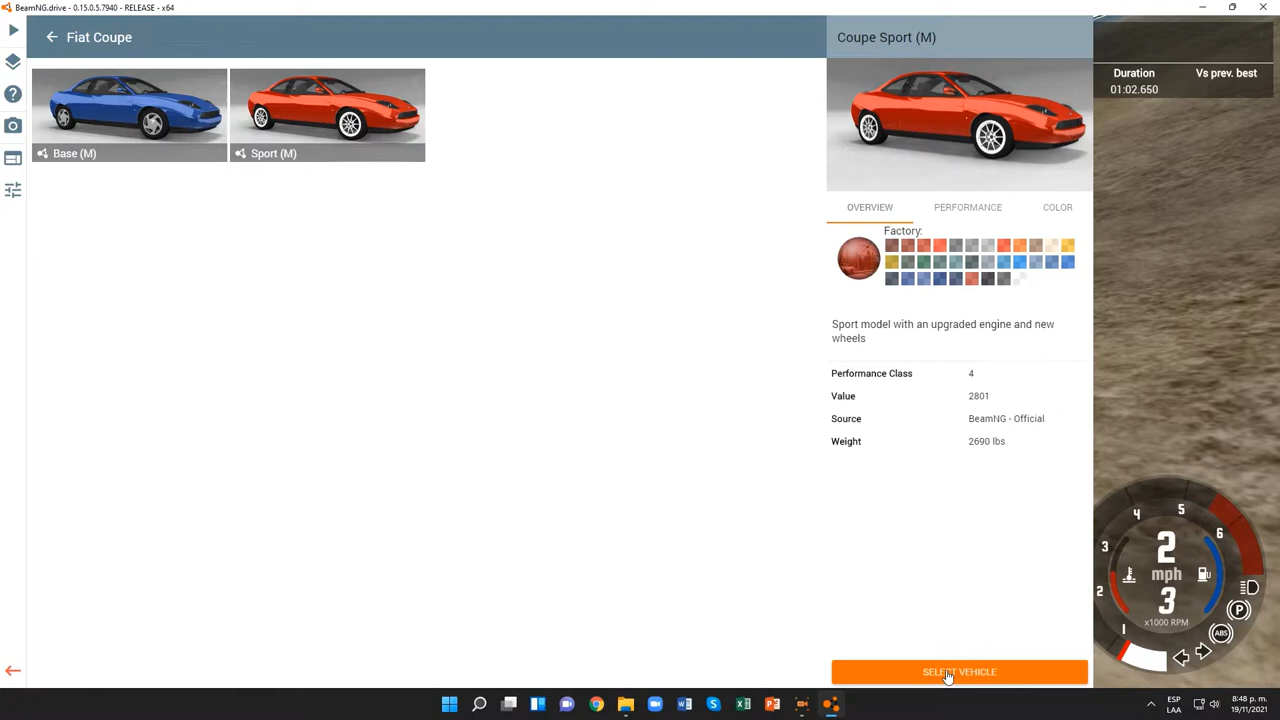 BeamNG.drive - 0.15.0.5.7940 - RELEASE - x64
Fiat Coupe
Base (M)
Sport (M)
Coupe Sport (M)
OVERVIEW
PERFORMANCE
COLOR
Factory:
Sport model with an upgraded engine and new
wheels
Performance Class 4
Value 2801
Source BeamNG - Official
Weight 2690 lbs
SELECT VEHICLE
Duration Vs prev. best
01:02.650
1
2
3
4
5
6
2
mph
3
x1000 RPM
P
ABS
ESP
LAA
8:48 p. m.
19/11/2021